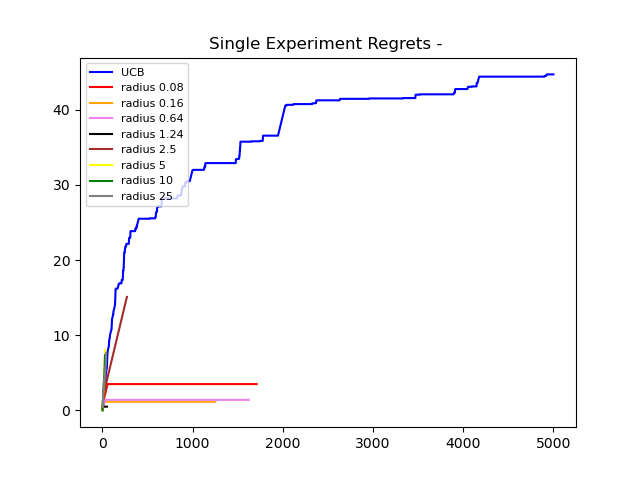 Single Experiment Regrets -
UCB
radius 0.08
radius 0.16
radius 0.64
radius 1.24
radius 2.5
radius 5
radius 10
radius 25
40
30
20
10
0
0 1000 2000 3000 4000 5000